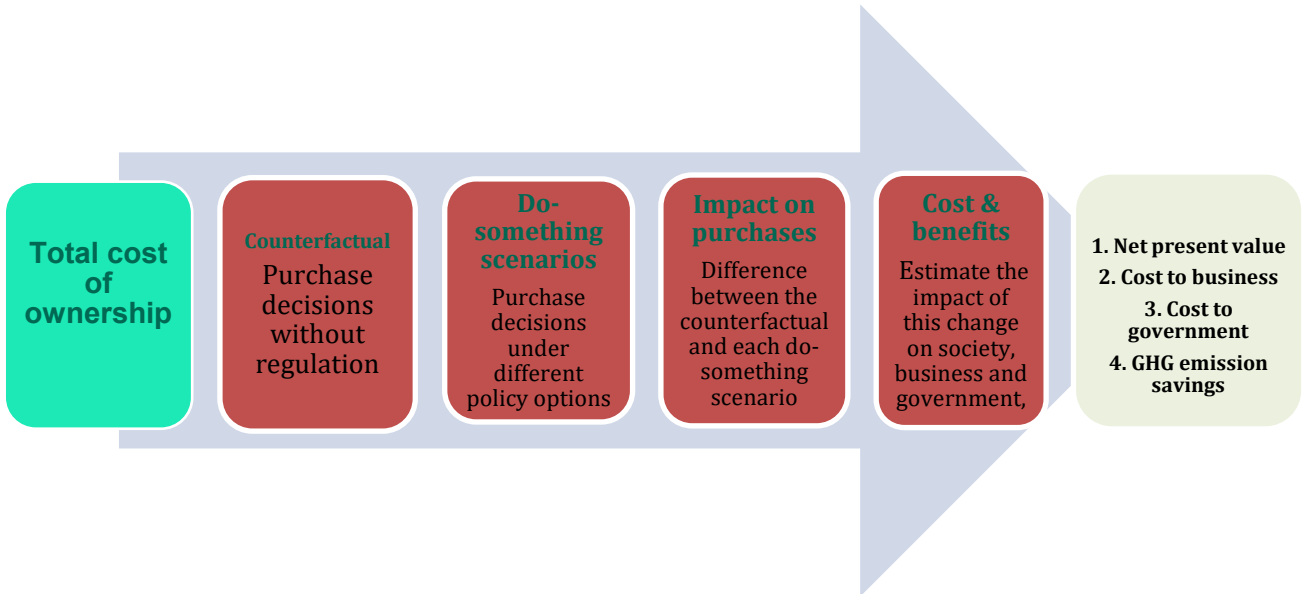 Total cost
of
ownership
Counterfactual
Purchase
decisions
without
regulation
Do-
something
scenarios
Purchase
decisions
under
different
policy options
Impact on
purchases
Difference
between the
counterfactual
and each do-
something
scenario
Cost &
benefits
Estimate the
impact of
this change
on society,
business and
government,
1. Net present value
2. Cost to business
3. Cost to
government
4. GHG emission
savings